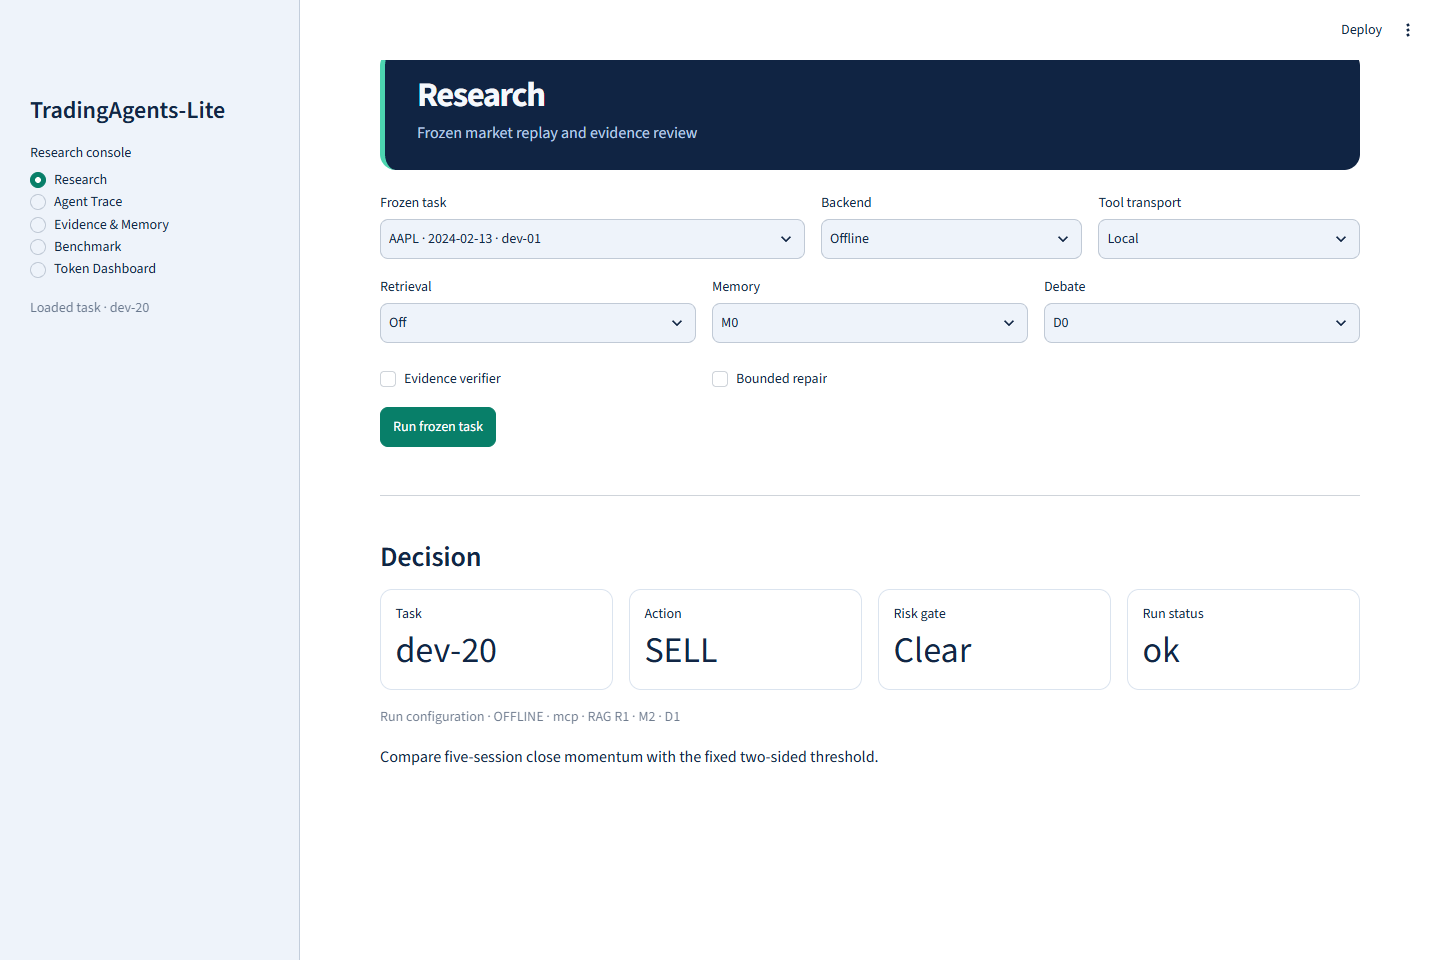 Deploy
TradingAgents-Lite
Research console
Research
Agent Trace
Evidence & Memory
Benchmark
Token Dashboard
Loaded task · dev-20
Research
Frozen market replay and evidence review
Frozen task
Backend
Tool transport
AAPL · 2024-02-13 · dev-01
Offline
Local
Retrieval
Memory
Debate
Off
M0
D0
Evidence verifier
Bounded repair
Run frozen task
Decision
Task
Action
Risk gate
Run status
dev-20
SELL
Clear
ok
Run configuration · OFFLINE · mcp · RAG R1 · M2 · D1
Compare five-session close momentum with the fixed two-sided threshold.